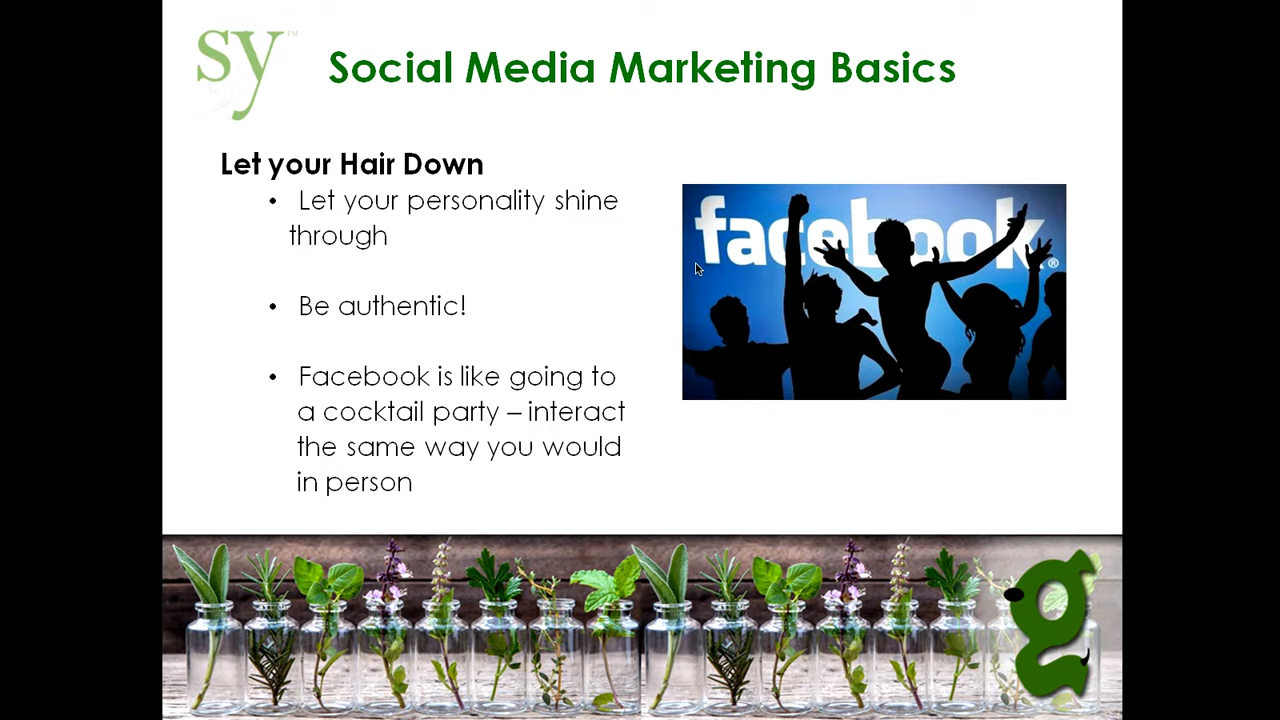 sy™
Social Media Marketing Basics
Let your Hair Down
• Let your personality shine
through
• Be authentic!
• Facebook is like going to
a cocktail party – interact
the same way you would
in person
facebook®
g